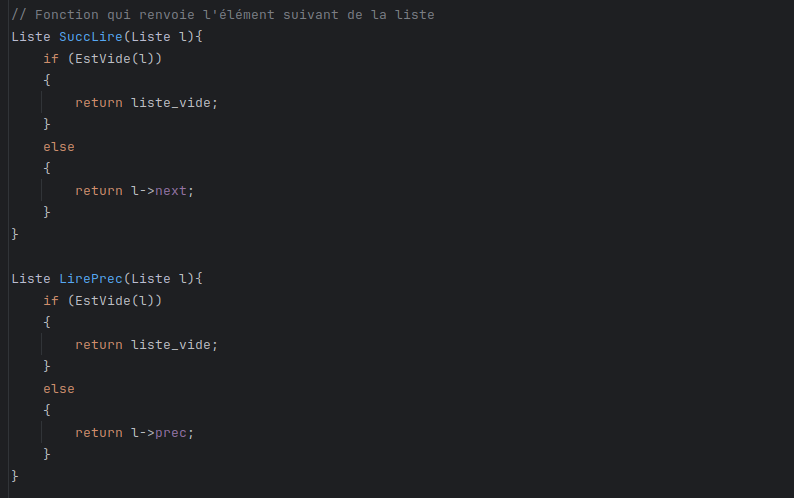 // Fonction qui renvoie l'élément suivant de la liste
Liste SuccLire(Liste l){
    if (EstVide(l))
    {
        return liste_vide;
    }
    else
    {
        return l->next;
    }
}

Liste LirePrec(Liste l){
    if (EstVide(l))
    {
        return liste_vide;
    }
    else
    {
        return l->prec;
    }
}